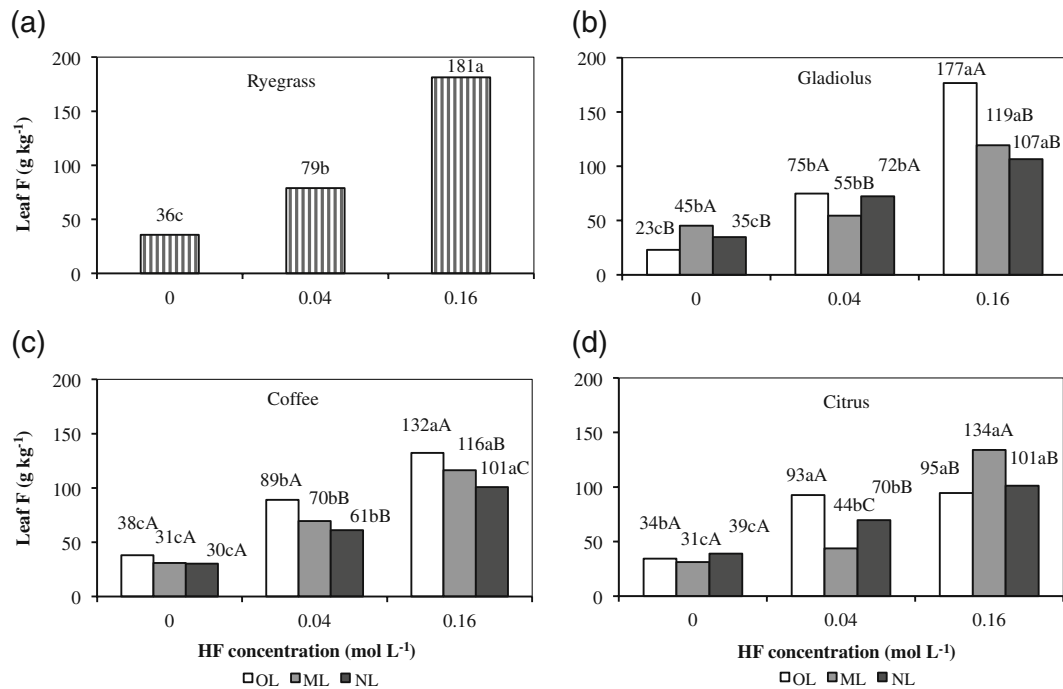 (a)
200
150
100
50
0
Leaf F (g kg-1)
Ryegrass
36c
79b
181a
0 0.04 0.16
(b)
200
150
100
50
0
Gladiolus
23cB 45bA 35cB
75bA 55bB 72bA
177aA 119aB 107aB
0 0.04 0.16
(c)
200
150
100
50
0
Leaf F (g kg-1)
Coffee
38cA 31cA 30cA
89bA 70bB 61bB
132aA 116aB 101aC
0 0.04 0.16
HF concentration (mol L-1)
OL ML NL
(d)
200
150
100
50
0
Citrus
34bA 31cA 39cA
93aA 44bC 70bB
95aB 134aA 101aB
0 0.04 0.16
HF concentration (mol L-1)
OL ML NL